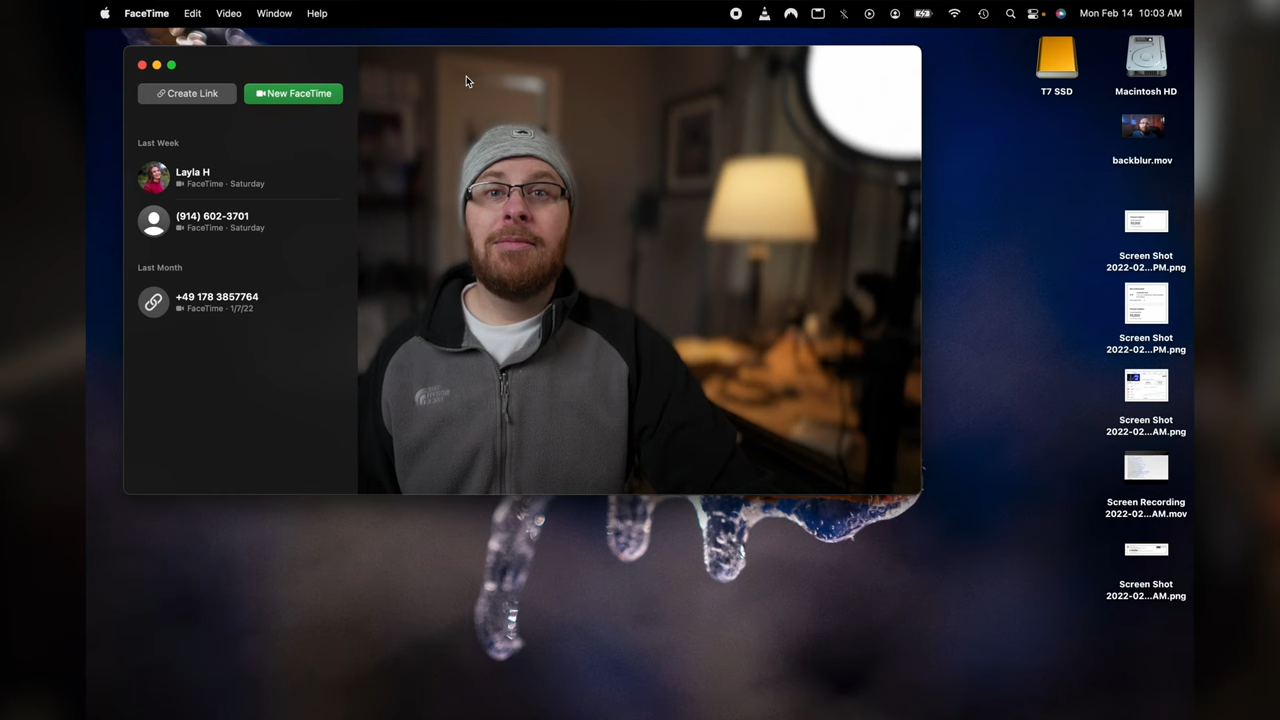 FaceTime Edit Video Window Help
Mon Feb 14 10:03 AM
Create Link
New FaceTime
Last Week
Layla H
FaceTime · Saturday
(914) 602-3701
FaceTime · Saturday
Last Month
+49 178 3857764
FaceTime · 1/7/22
T7 SSD
Macintosh HD
backblur.mov
Screen Shot
2022-02...PM.png
Screen Shot
2022-02...PM.png
Screen Shot
2022-02...AM.png
Screen Recording
2022-02...AM.mov
Screen Shot
2022-02...AM.png